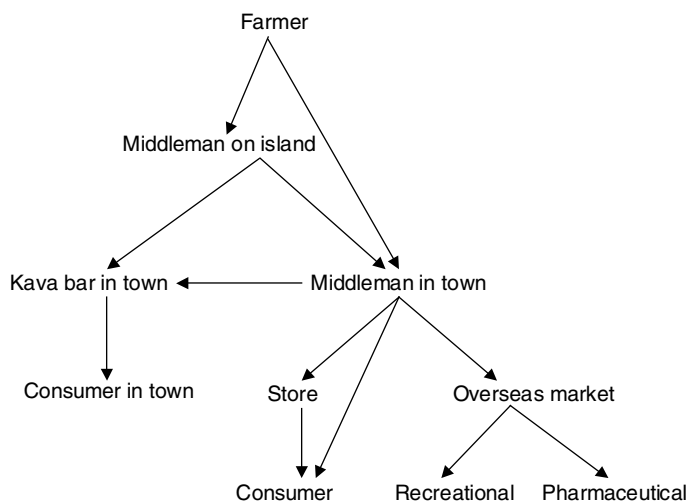 Farmer
Middleman on island
Kava bar in town
Middleman in town
Consumer in town
Store
Overseas market
Consumer
Recreational
Pharmaceutical